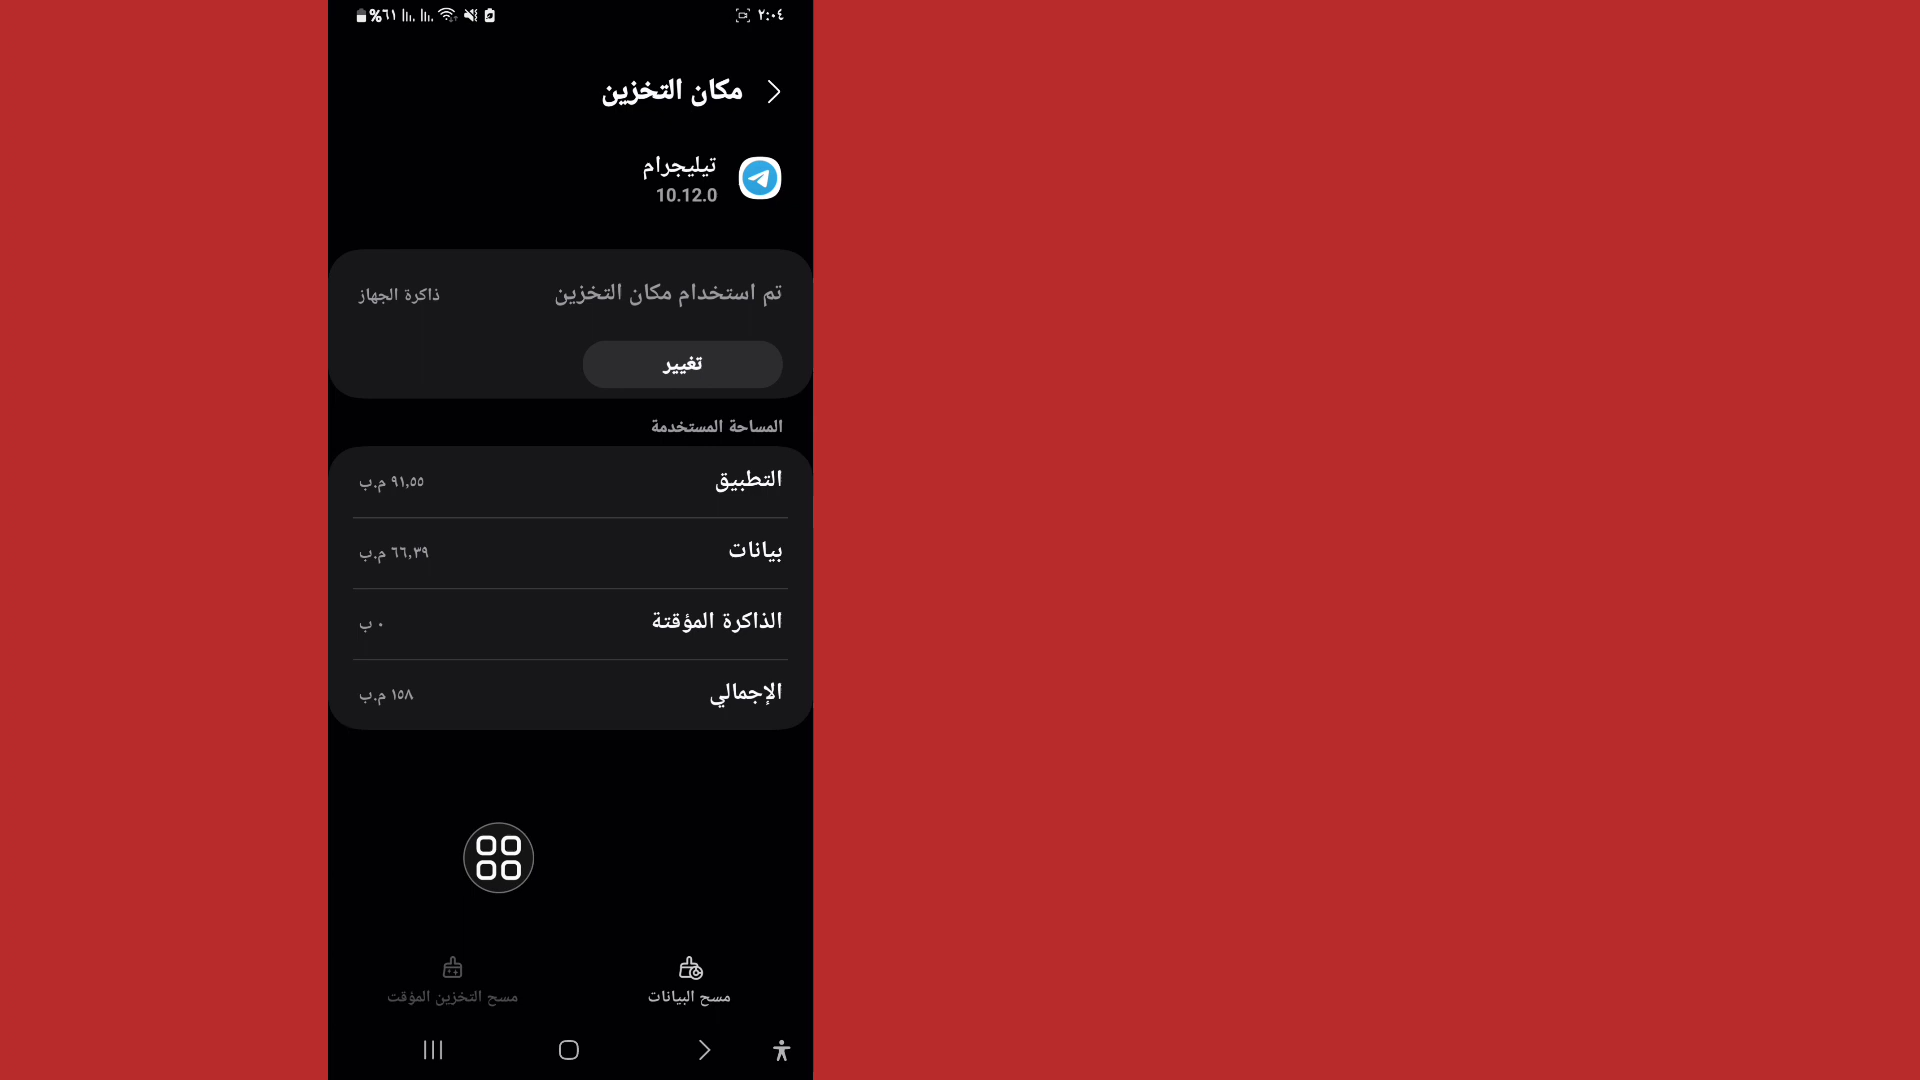 ٢:٠٤ ٦١%
مكان التخزين
تيليجرام
10.12.0
تم استخدام مكان التخزين ذاكرة الجهاز
تغيير
المساحة المستخدمة
التطبيق ٩١,٥٥ م.ب
بيانات ٦٦,٣٩ م.ب
الذاكرة المؤقتة ٠ ب
الإجمالي ١٥٨ م.ب
مسح البيانات مسح التخزين المؤقت